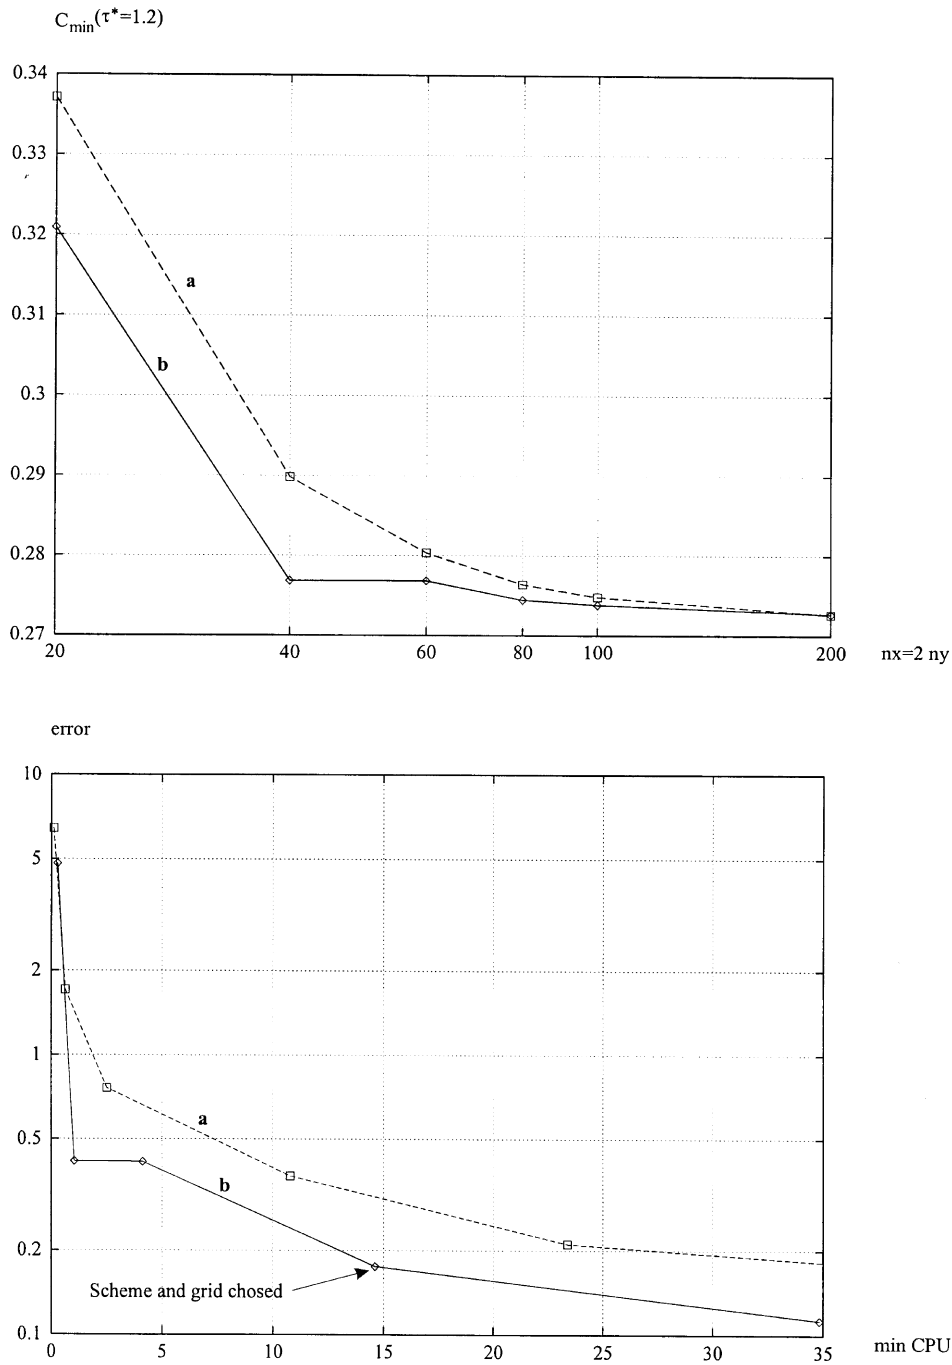 C_min(τ*=1.2)
0.34
0.33
0.32
0.31
0.3
0.29
0.28
0.27
a
b
20 40 60 80 100 200 nx=2 ny
error
10
5
2
1
0.5
0.2
0.1
a
b
Scheme and grid chosed
0 5 10 15 20 25 30 35 min CPU